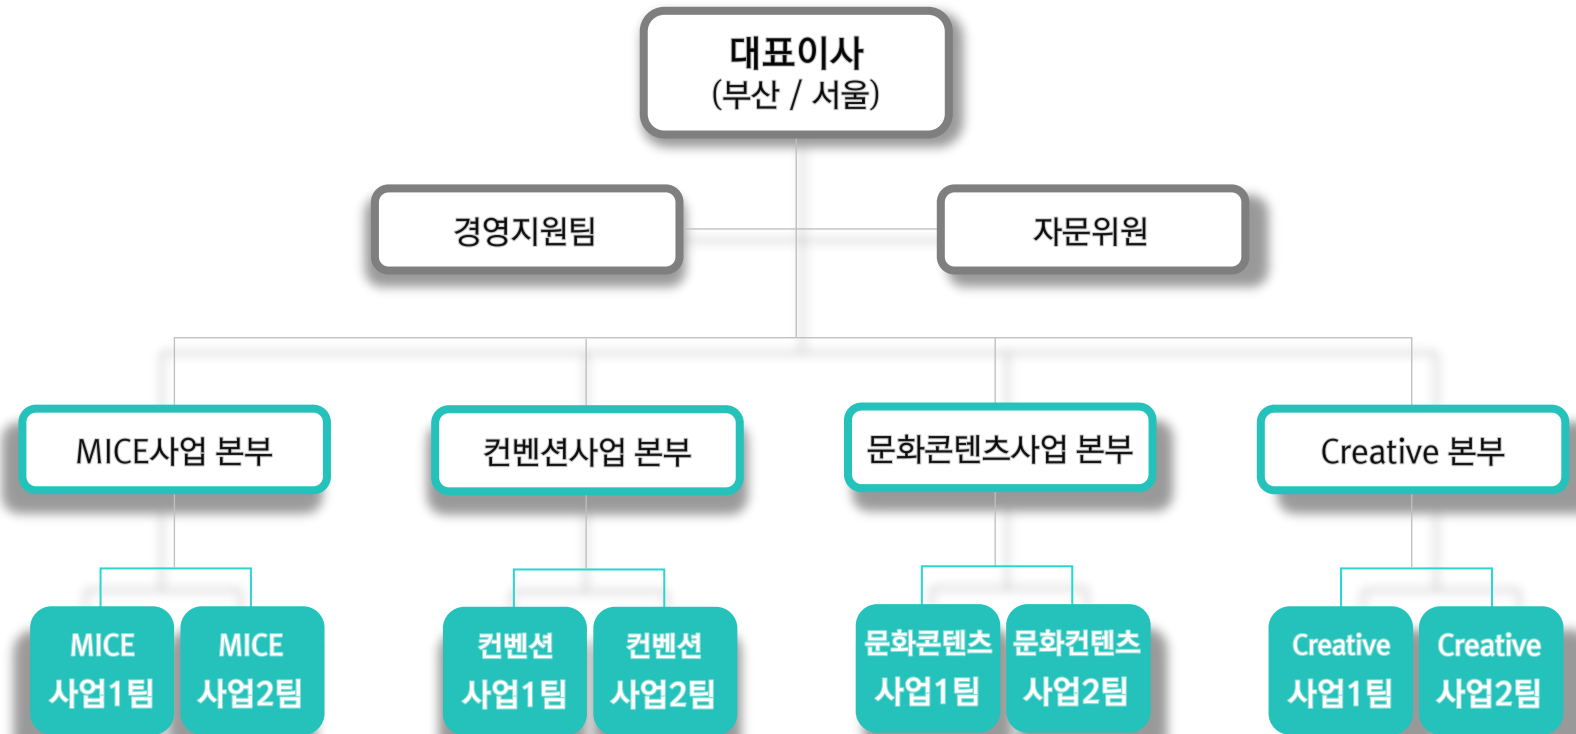 대표이사
(부산 / 서울)
경영지원팀
자문위원
MICE사업 본부
컨벤션사업 본부
문화콘텐츠사업 본부
Creative 본부
MICE
사업1팀
MICE
사업2팀
컨벤션
사업1팀
컨벤션
사업2팀
문화콘텐츠
사업1팀
문화컨텐츠
사업2팀
Creative
사업1팀
Creative
사업2팀